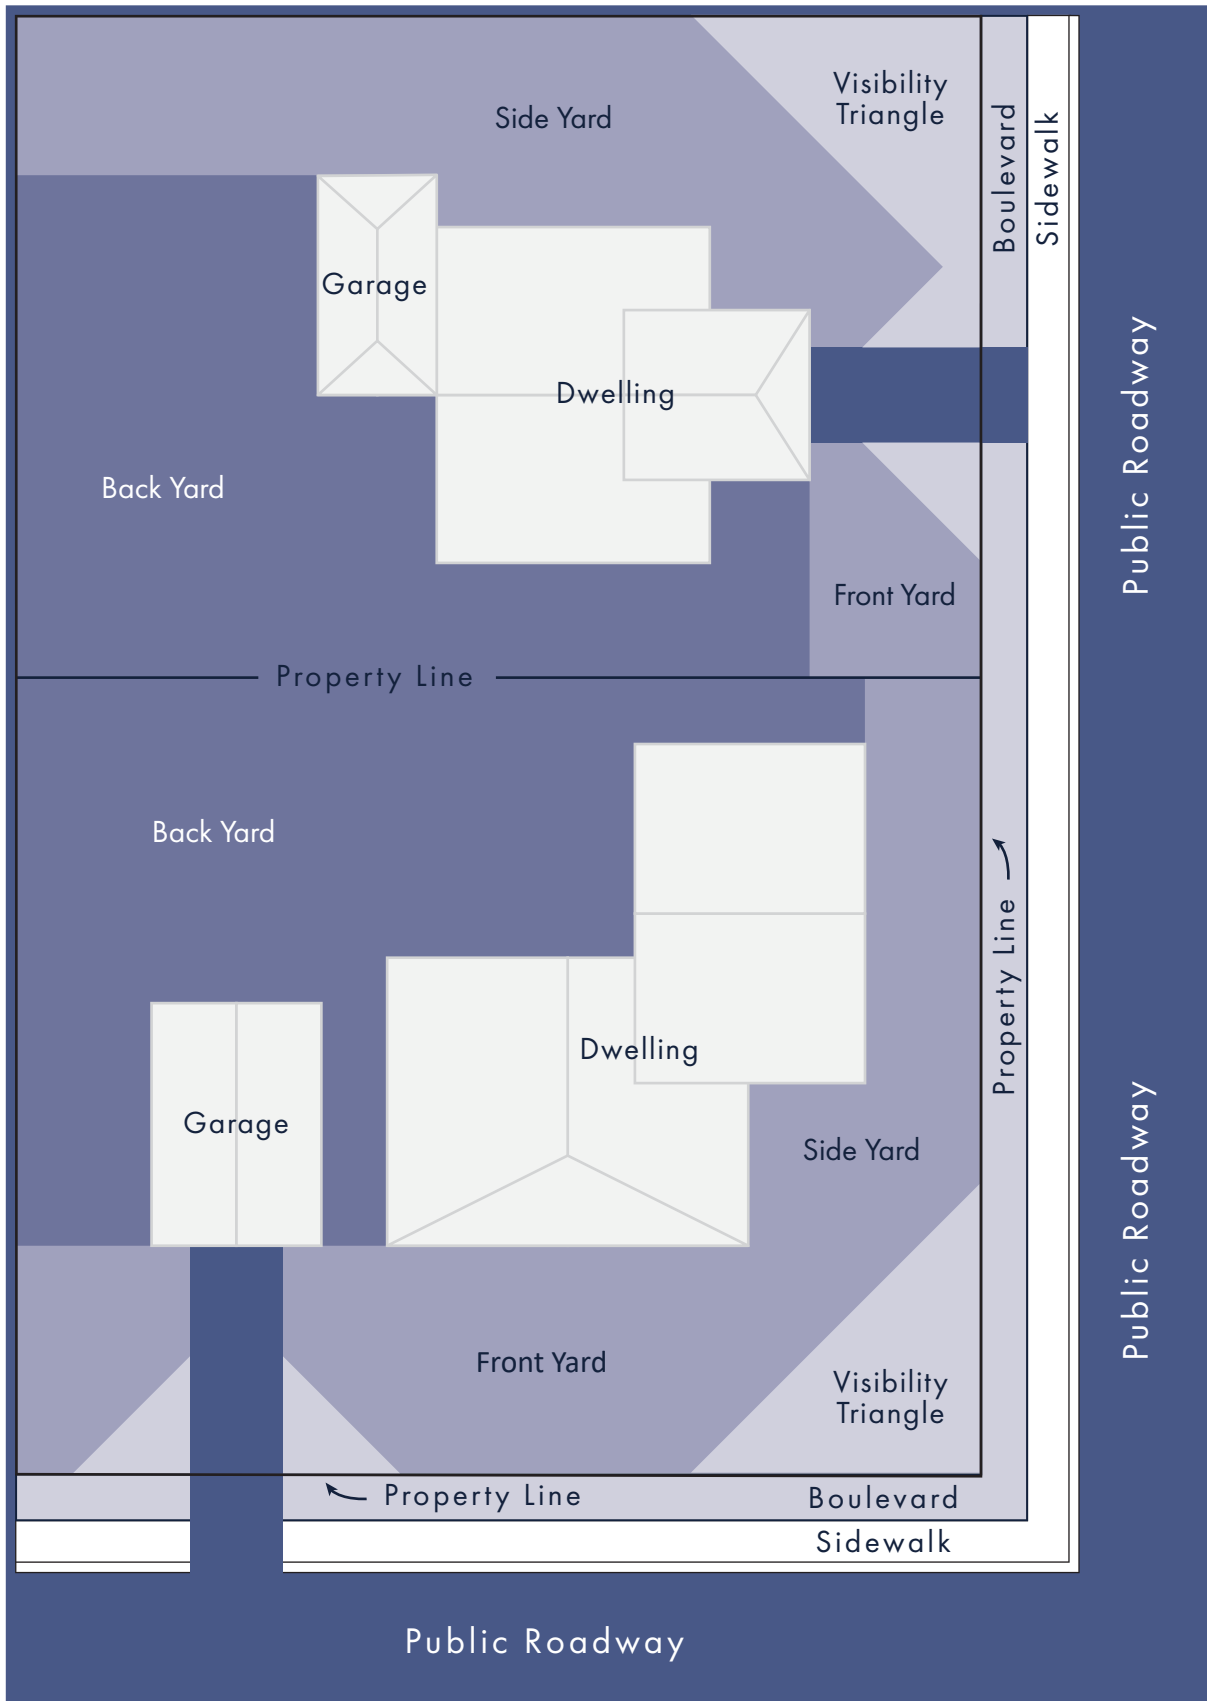 Visibility
Triangle
Side Yard
Boulevard
Sidewalk
Garage
Public Roadway
Dwelling
Back Yard
Front Yard
Property Line
Back Yard
Property Line
Dwelling
Garage
Side Yard
Public Roadway
Front Yard
Visibility
Triangle
Property Line
Boulevard
Sidewalk
Public Roadway